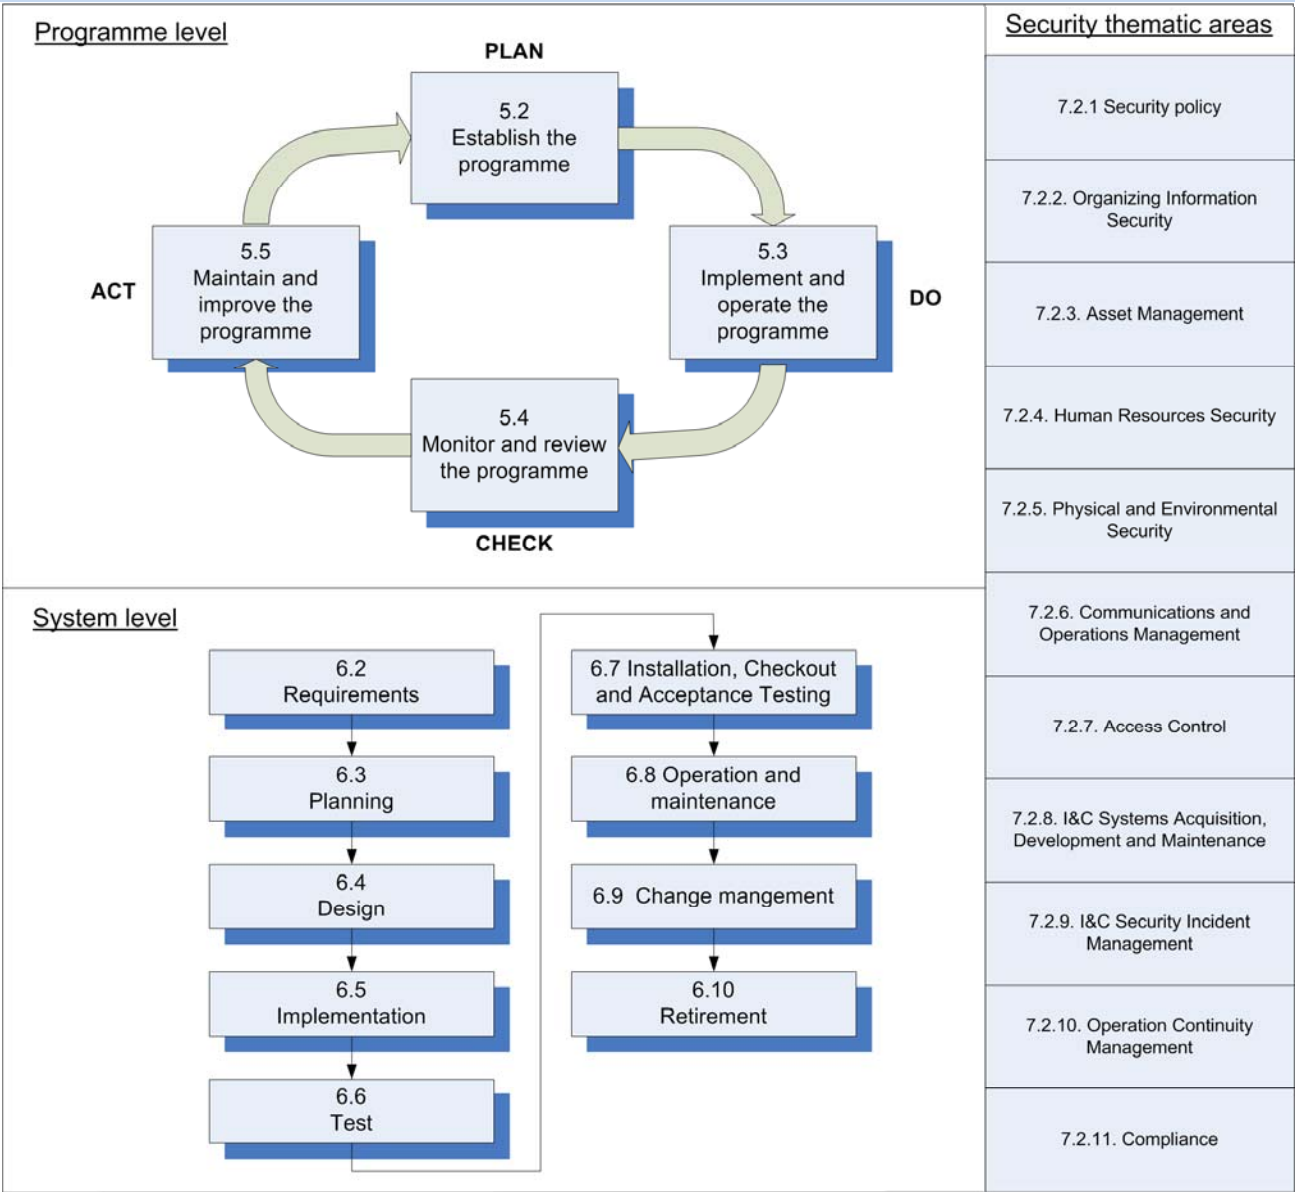 Programme level
PLAN
5.2
Establish the
programme
5.5
Maintain and
improve the
programme
ACT
5.3
Implement and
operate the
programme
DO
5.4
Monitor and review
the programme
CHECK
System level
6.2
Requirements
6.3
Planning
6.4
Design
6.5
Implementation
6.6
Test
6.7 Installation, Checkout
and Acceptance Testing
6.8 Operation and
maintenance
6.9 Change mangement
6.10
Retirement
Security thematic areas
7.2.1 Security policy
7.2.2. Organizing Information
Security
7.2.3. Asset Management
7.2.4. Human Resources Security
7.2.5. Physical and Environmental
Security
7.2.6. Communications and
Operations Management
7.2.7. Access Control
7.2.8. I&C Systems Acquisition,
Development and Maintenance
7.2.9. I&C Security Incident
Management
7.2.10. Operation Continuity
Management
7.2.11. Compliance